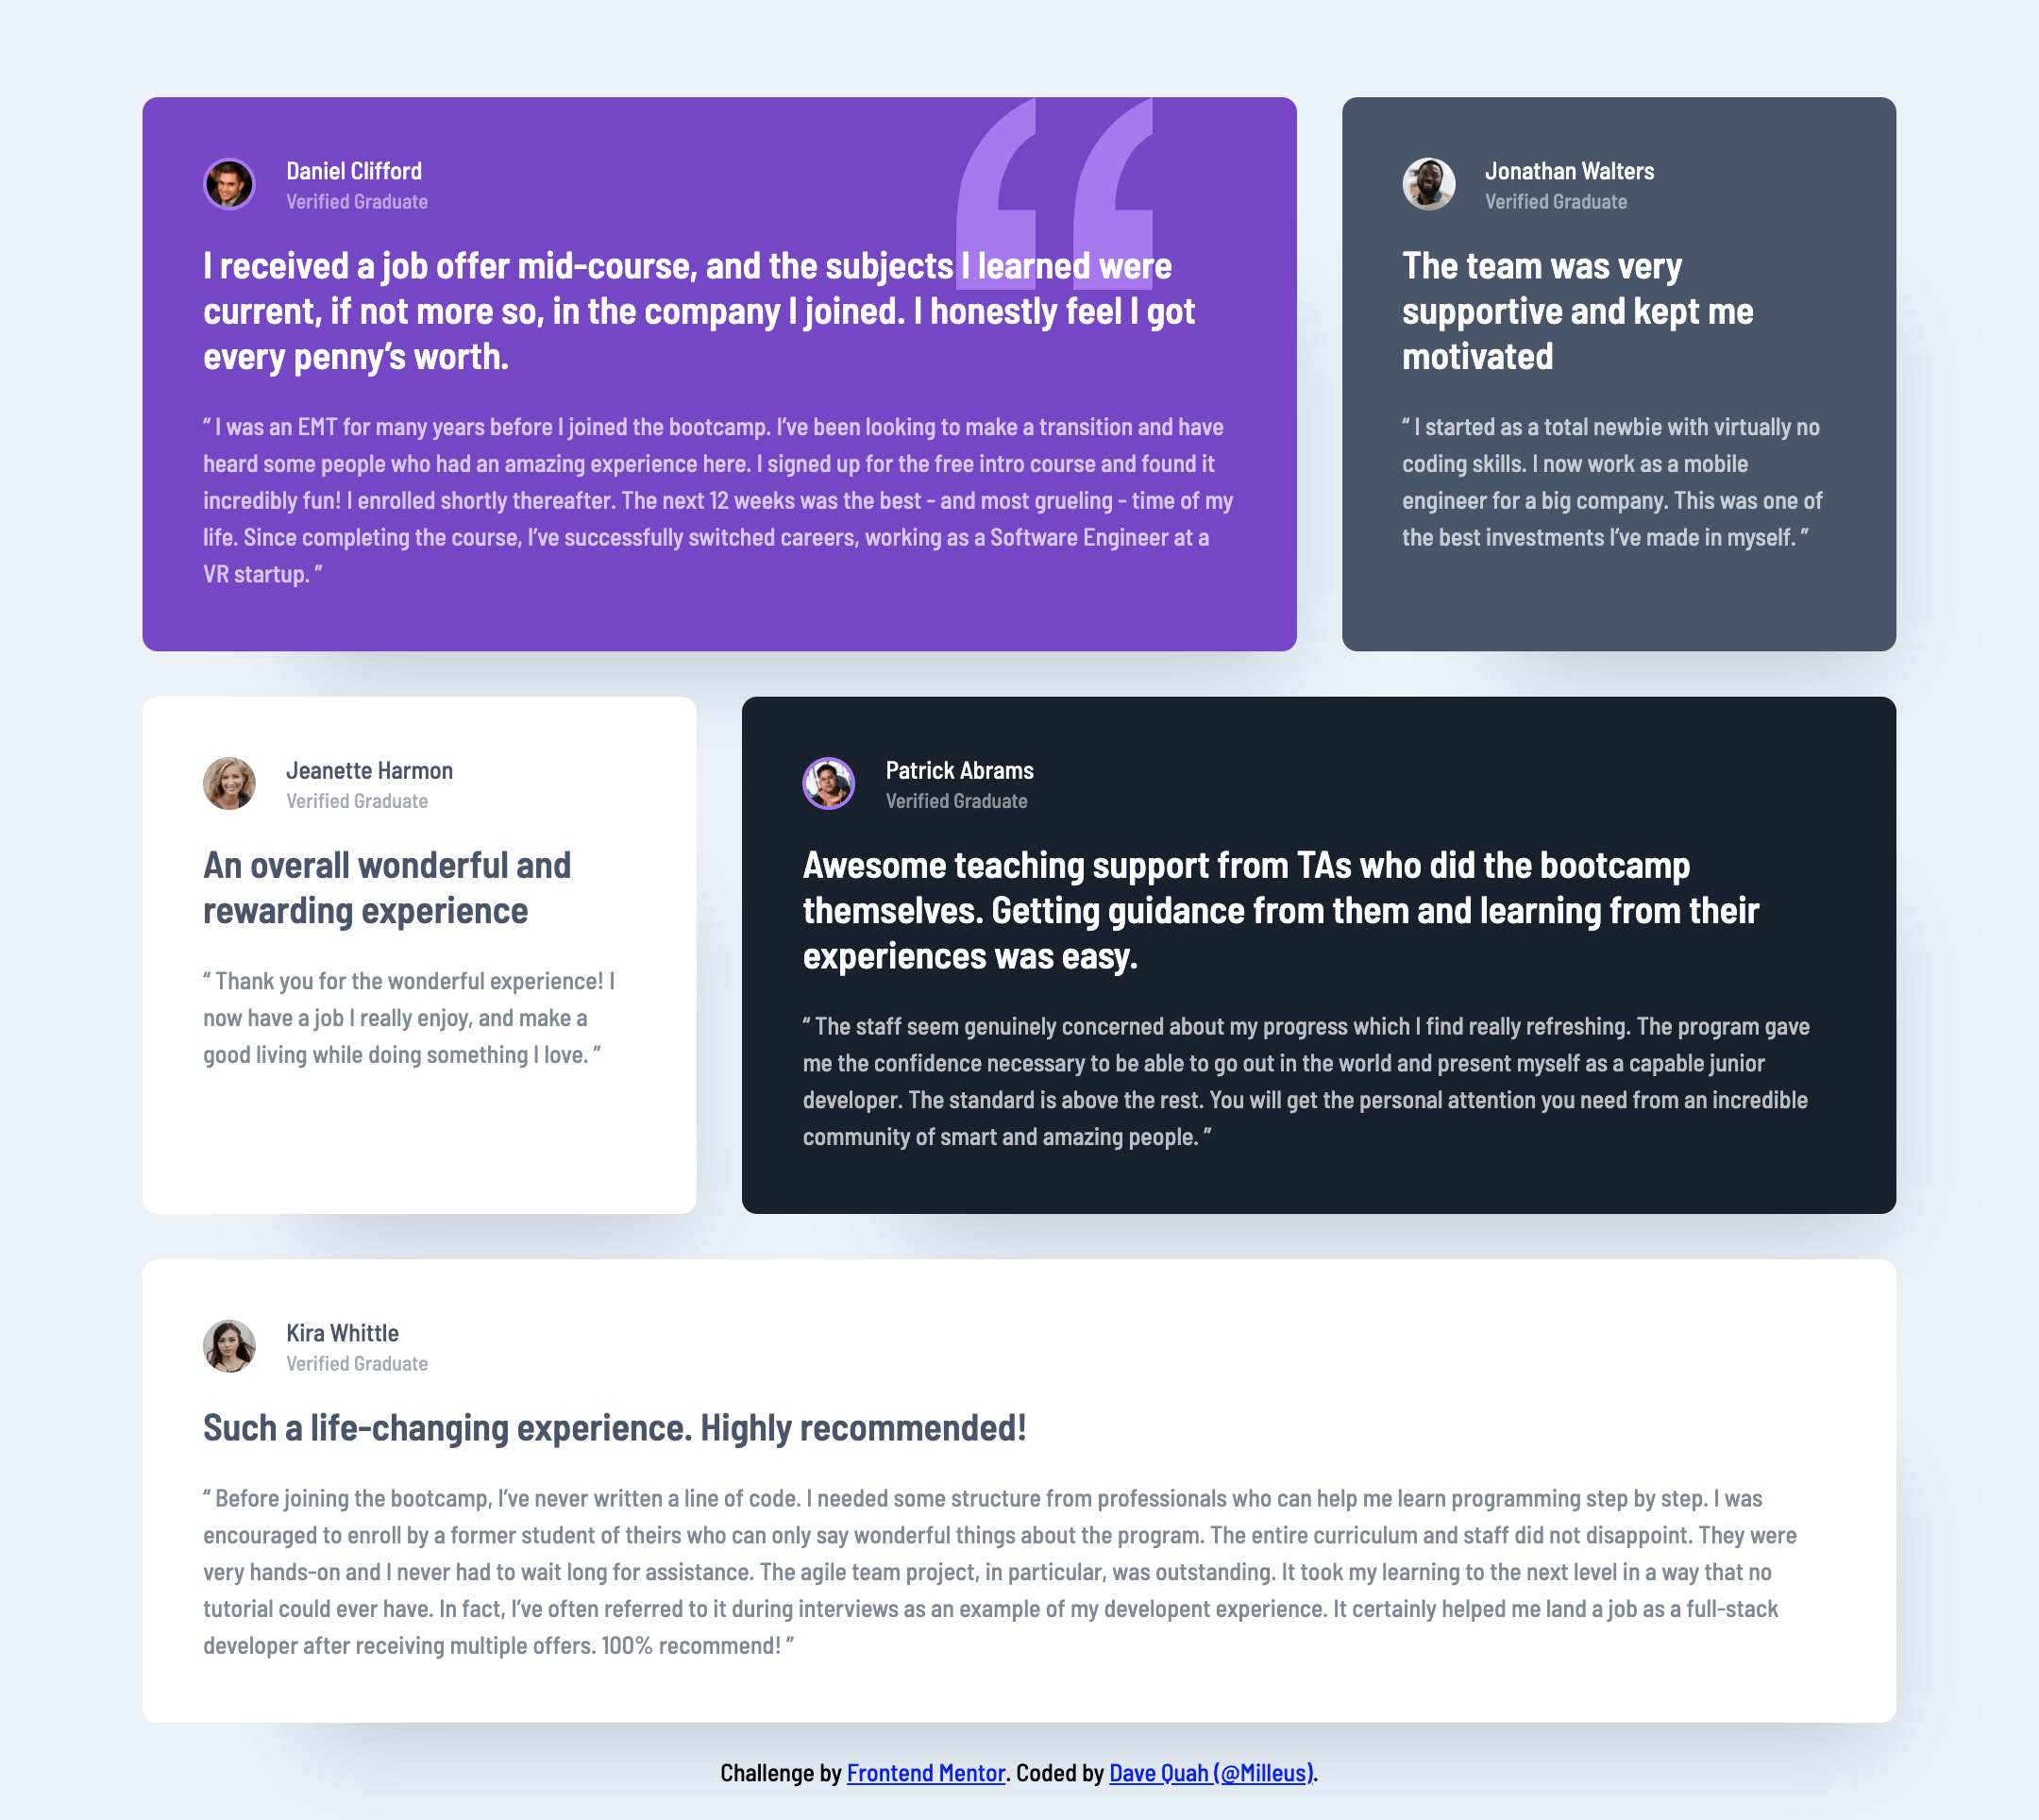 Daniel Clifford
Verified Graduate
I received a job offer mid-course, and the subjects I learned were
current, if not more so, in the company I joined. I honestly feel I got
every penny’s worth.
“ I was an EMT for many years before I joined the bootcamp. I’ve been looking to make a transition and have
heard some people who had an amazing experience here. I signed up for the free intro course and found it
incredibly fun! I enrolled shortly thereafter. The next 12 weeks was the best - and most grueling - time of my
life. Since completing the course, I’ve successfully switched careers, working as a Software Engineer at a
VR startup. ”
Jonathan Walters
Verified Graduate
The team was very
supportive and kept me
motivated
“ I started as a total newbie with virtually no
coding skills. I now work as a mobile
engineer for a big company. This was one of
the best investments I’ve made in myself. ”
Jeanette Harmon
Verified Graduate
An overall wonderful and
rewarding experience
“ Thank you for the wonderful experience! I
now have a job I really enjoy, and make a
good living while doing something I love. ”
Patrick Abrams
Verified Graduate
Awesome teaching support from TAs who did the bootcamp
themselves. Getting guidance from them and learning from their
experiences was easy.
“ The staff seem genuinely concerned about my progress which I find really refreshing. The program gave
me the confidence necessary to be able to go out in the world and present myself as a capable junior
developer. The standard is above the rest. You will get the personal attention you need from an incredible
community of smart and amazing people. ”
Kira Whittle
Verified Graduate
Such a life-changing experience. Highly recommended!
“ Before joining the bootcamp, I’ve never written a line of code. I needed some structure from professionals who can help me learn programming step by step. I was
encouraged to enroll by a former student of theirs who can only say wonderful things about the program. The entire curriculum and staff did not disappoint. They were
very hands-on and I never had to wait long for assistance. The agile team project, in particular, was outstanding. It took my learning to the next level in a way that no
tutorial could ever have. In fact, I’ve often referred to it during interviews as an example of my developent experience. It certainly helped me land a job as a full-stack
developer after receiving multiple offers. 100% recommend! ”
Challenge by Frontend Mentor. Coded by Dave Quah (@Milleus).